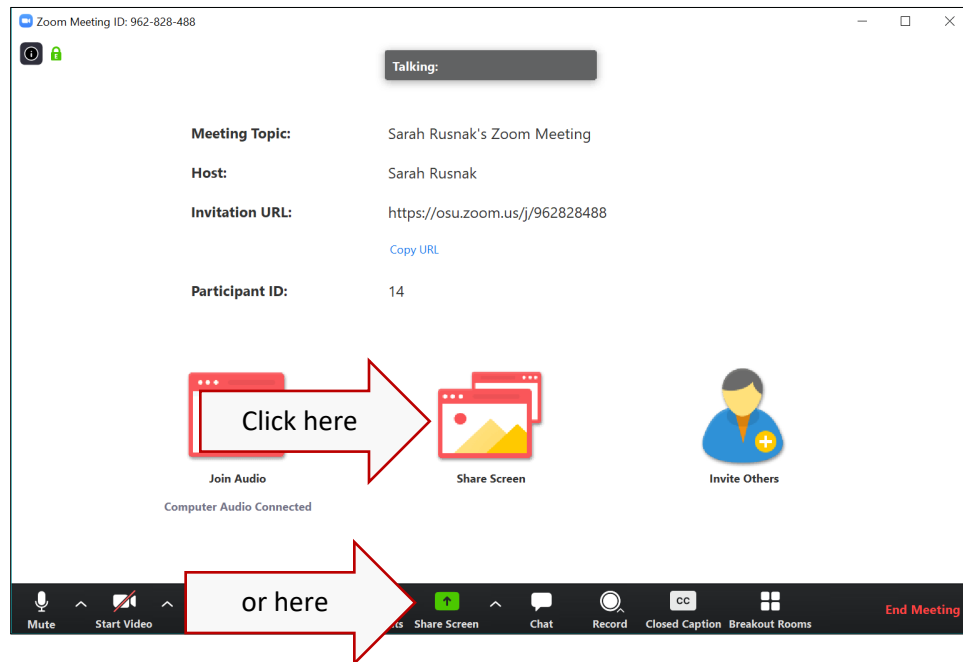 Zoom Meeting ID: 962-828-488
Talking:
Meeting Topic: Sarah Rusnak's Zoom Meeting
Host: Sarah Rusnak
Invitation URL: https://osu.zoom.us/j/962828488
Copy URL
Participant ID: 14
Click here
Join Audio Share Screen Invite Others
Computer Audio Connected
or here
CC
Mute Start Video Share Screen Chat Record Closed Caption Breakout Rooms End Meeting